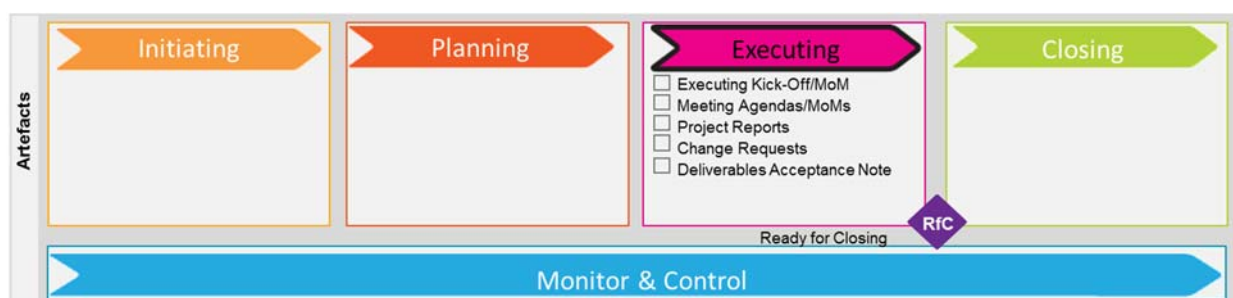 Artefacts
Initiating
Planning
Executing
Closing
Executing Kick-Off/MoM
Meeting Agendas/MoMs
Project Reports
Change Requests
Deliverables Acceptance Note
RfC
Ready for Closing
Monitor & Control